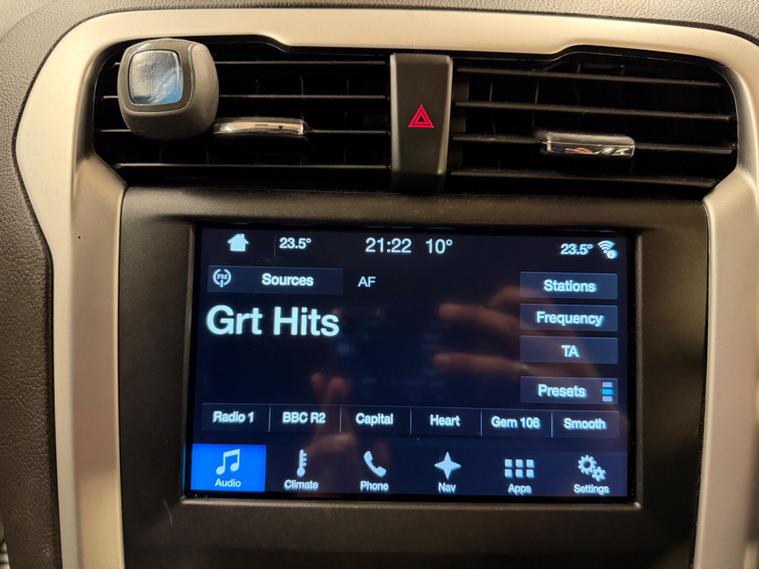 23.5° 21:22 10° 23.5°
FM Sources AF Stations
Grt Hits
Frequency
TA
Presets
Radio 1 BBC R2 Capital Heart Gem 106 Smooth
Audio Climate Phone Nav Apps Settings